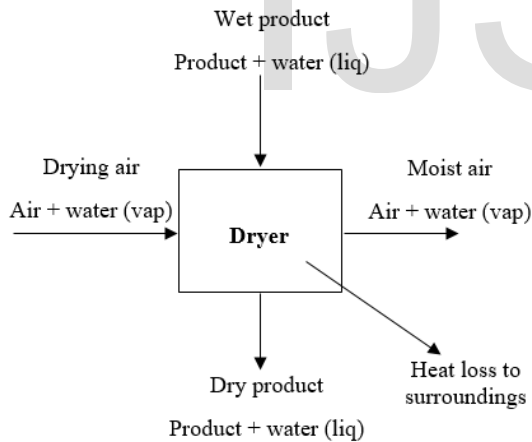 Wet product
Product + water (liq)
Drying air
Air + water (vap)
Dryer
Moist air
Air + water (vap)
Dry product
Product + water (liq)
Heat loss to
surroundings